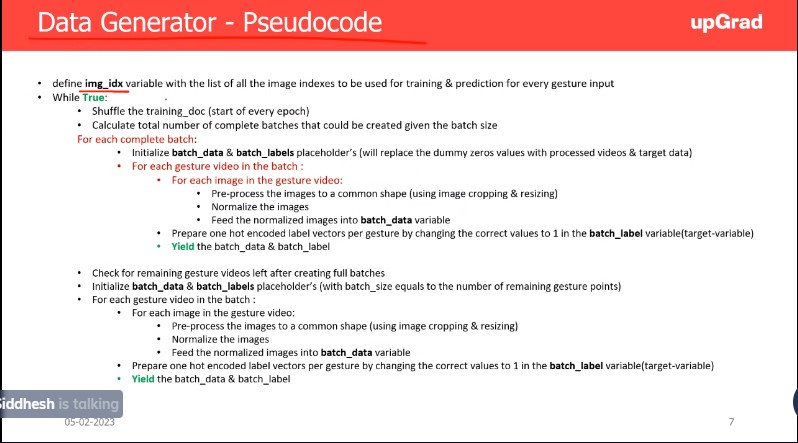 Data Generator - Pseudocode
upGrad
• define img_idx variable with the list of all the image indexes to be used for training & prediction for every gesture input
• While True:
• Shuffle the training_doc (start of every epoch)
• Calculate total number of complete batches that could be created given the batch size
For each complete batch:
• Initialize batch_data & batch_labels placeholder's (will replace the dummy zeros values with processed videos & target data)
• For each gesture video in the batch :
• For each image in the gesture video:
• Pre-process the images to a common shape (using image cropping & resizing)
• Normalize the images
• Feed the normalized images into batch_data variable
• Prepare one hot encoded label vectors per gesture by changing the correct values to 1 in the batch_label variable(target-variable)
• Yield the batch_data & batch_label
• Check for remaining gesture videos left after creating full batches
• Initialize batch_data & batch_labels placeholder's (with batch_size equals to the number of remaining gesture points)
• For each gesture video in the batch :
• For each image in the gesture video:
• Pre-process the images to a common shape (using image cropping & resizing)
• Normalize the images
• Feed the normalized images into batch_data variable
• Prepare one hot encoded label vectors per gesture by changing the correct values to 1 in the batch_label variable(target-variable)
• Yield the batch_data & batch_label
iddhesh is talking
05-02-2023
7